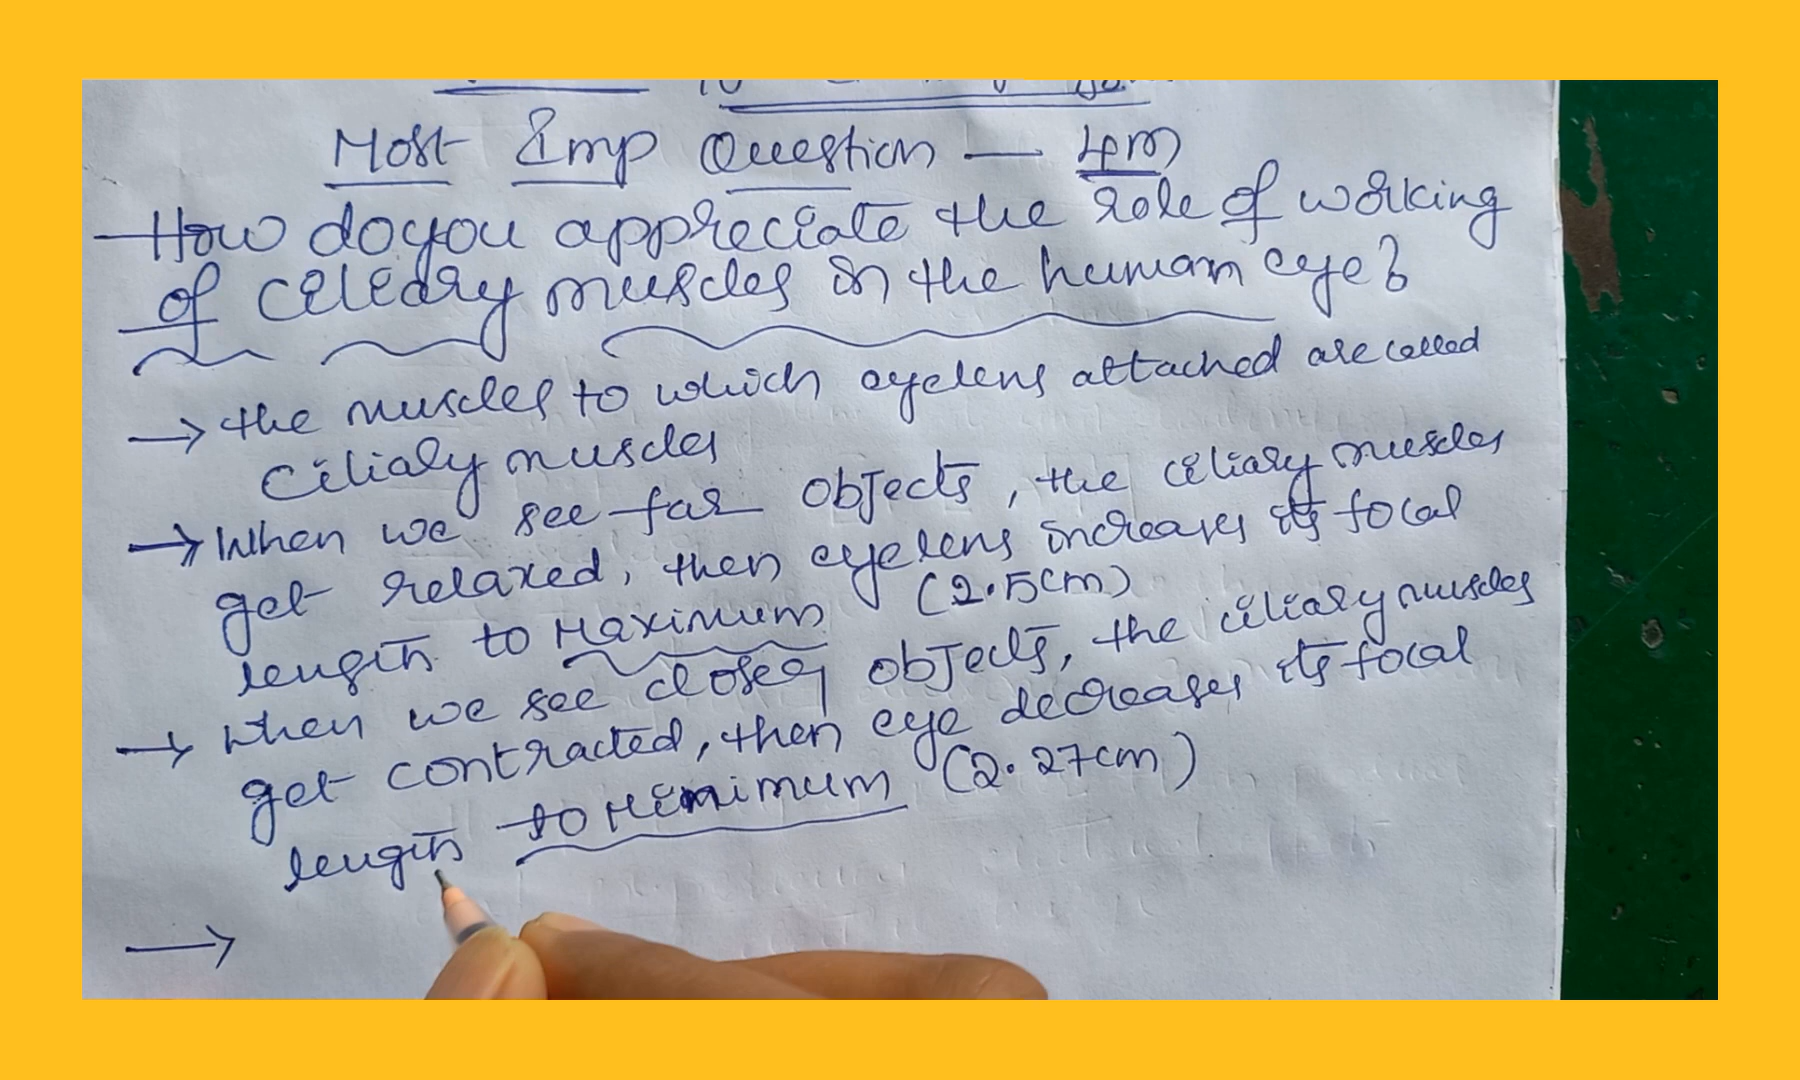 Most Imp Question — 4m
How do you appreciate the role of working
of ciliary muscles in the human eye?
→ the muscles to which eyelens attached are called
Cilialy muscles
→ When we see far objects, the ciliary muscles
get relaxed, then eyelens increases its focal
length to Maximum (2.5cm)
→ When we see closer objects, the ciliary muscles
get contracted, then eye decreases its focal
length to Minimum (2.27cm)
→